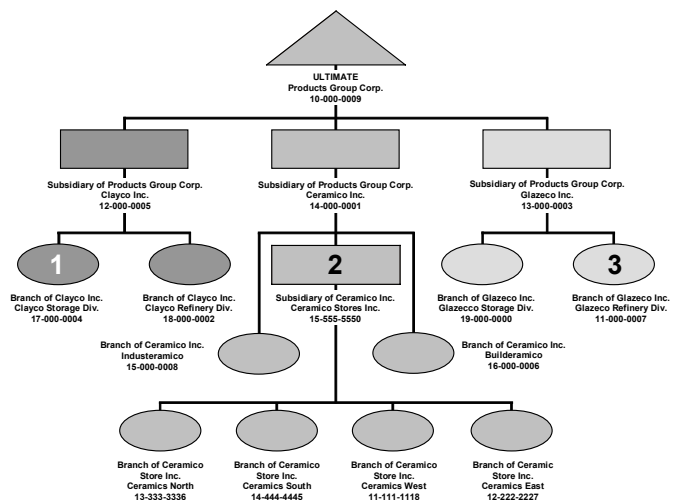 ULTIMATE
Products Group Corp.
10-000-0009
Subsidiary of Products Group Corp.
Clayco Inc.
12-000-0005
Subsidiary of Products Group Corp.
Ceramico Inc.
14-000-0001
Subsidiary of Products Group Corp.
Glazeco Inc.
13-000-0003
1
2
3
Branch of Clayco Inc.
Clayco Storage Div.
17-000-0004
Branch of Clayco Inc.
Clayco Refinery Div.
18-000-0002
Subsidiary of Ceramico Inc.
Ceramico Stores Inc.
15-555-5550
Branch of Glazeco Inc.
Glazecco Storage Div.
19-000-0000
Branch of Glazeco Inc.
Glazeco Refinery Div.
11-000-0007
Branch of Ceramico Inc.
Industeramico
15-000-0008
Branch of Ceramico Inc.
Builderamico
16-000-0006
Branch of Ceramico
Store Inc.
Ceramics North
13-333-3336
Branch of Ceramico
Store Inc.
Ceramics South
14-444-4445
Branch of Ceramico
Store Inc.
Ceramics West
11-111-1118
Branch of Ceramic
Store Inc.
Ceramics East
12-222-2227